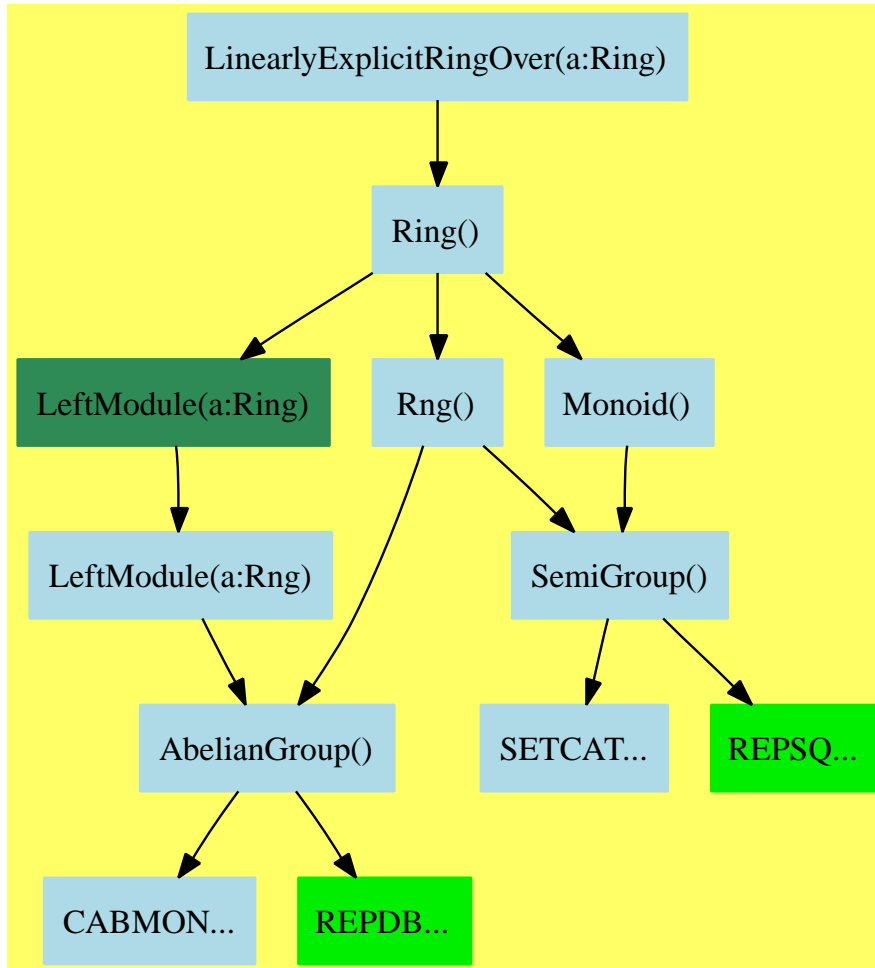 LinearlyExplicitRingOver(a:Ring)
Ring()
LeftModule(a:Ring)
Rng()
Monoid()
LeftModule(a:Rng)
SemiGroup()
AbelianGroup()
SETCAT...
REPSQ...
CABMON...
REPDB...